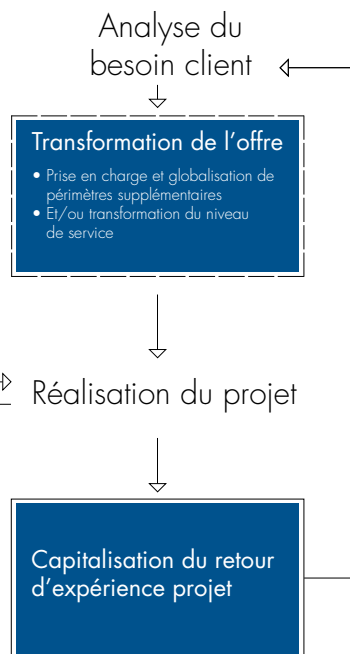 Analyse du
besoin client
Transformation de l’offre
• Prise en charge et globalisation de
périmètres supplémentaires
• Et/ou transformation du niveau
de service
Réalisation du projet
Capitalisation du retour
d’expérience projet